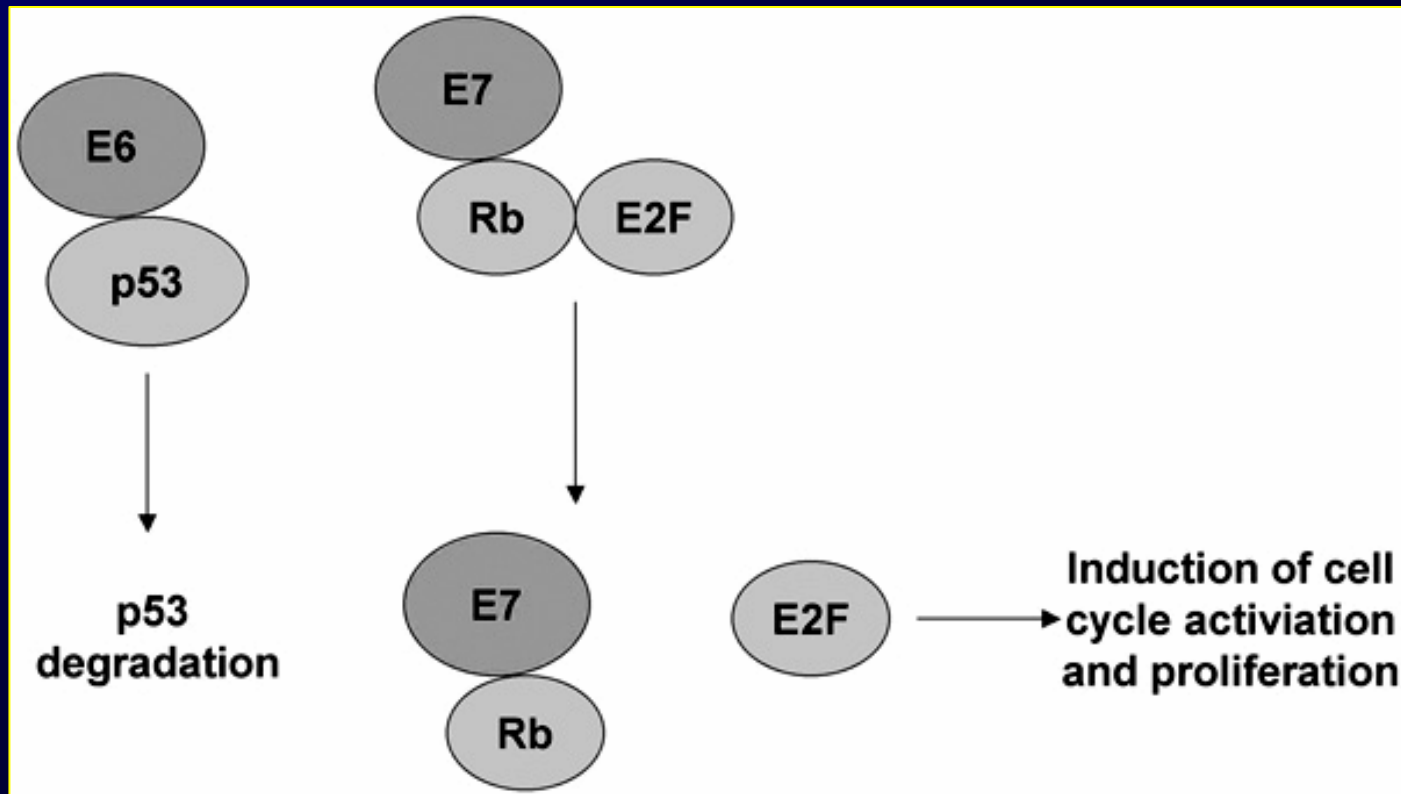 E6
p53
p53
degradation
E7
Rb
E2F
E7
Rb
E2F
Induction of cell
cycle activiation
and proliferation